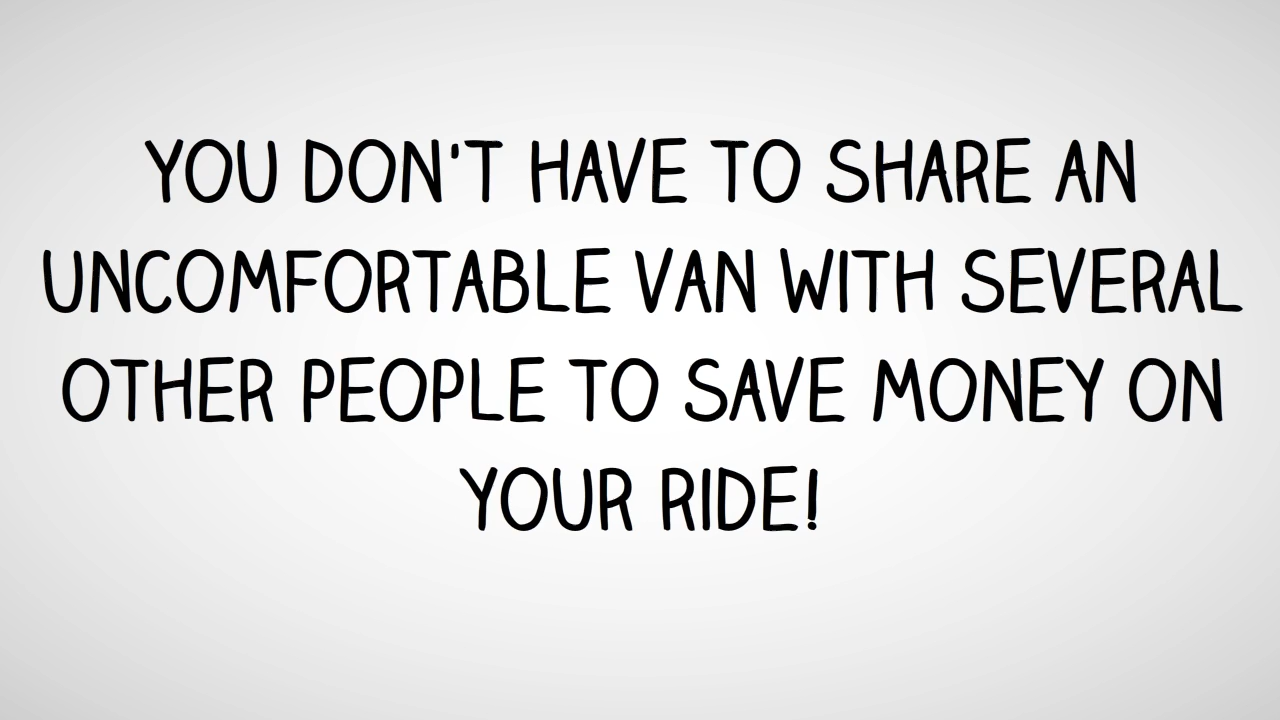 YOU DON'T HAVE TO SHARE AN
UNCOMFORTABLE VAN WITH SEVERAL
OTHER PEOPLE TO SAVE MONEY ON
YOUR RIDE!